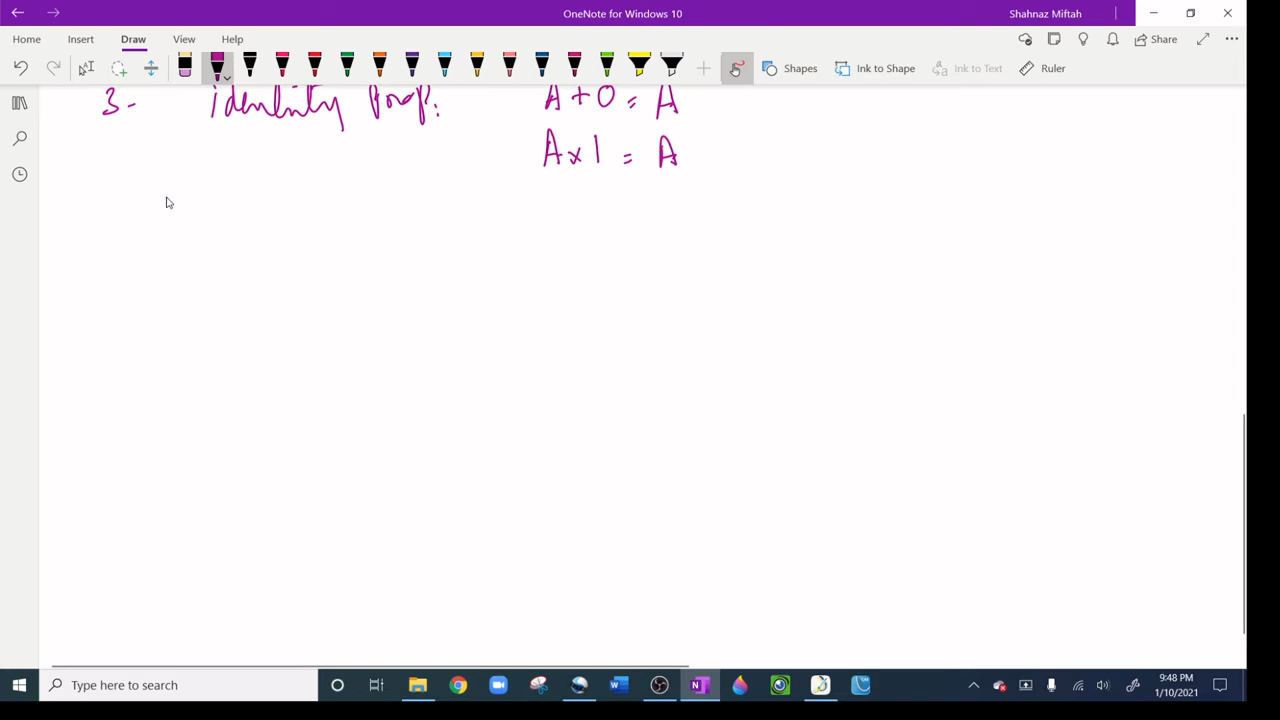 OneNote for Windows 10
Shahnaz Miftah
Home Insert Draw View Help
Share
Shapes
Ink to Shape
Ink to Text
Ruler
3- identity Prop: A + 0 = A
A x 1 = A
Type here to search
9:48 PM
1/10/2021